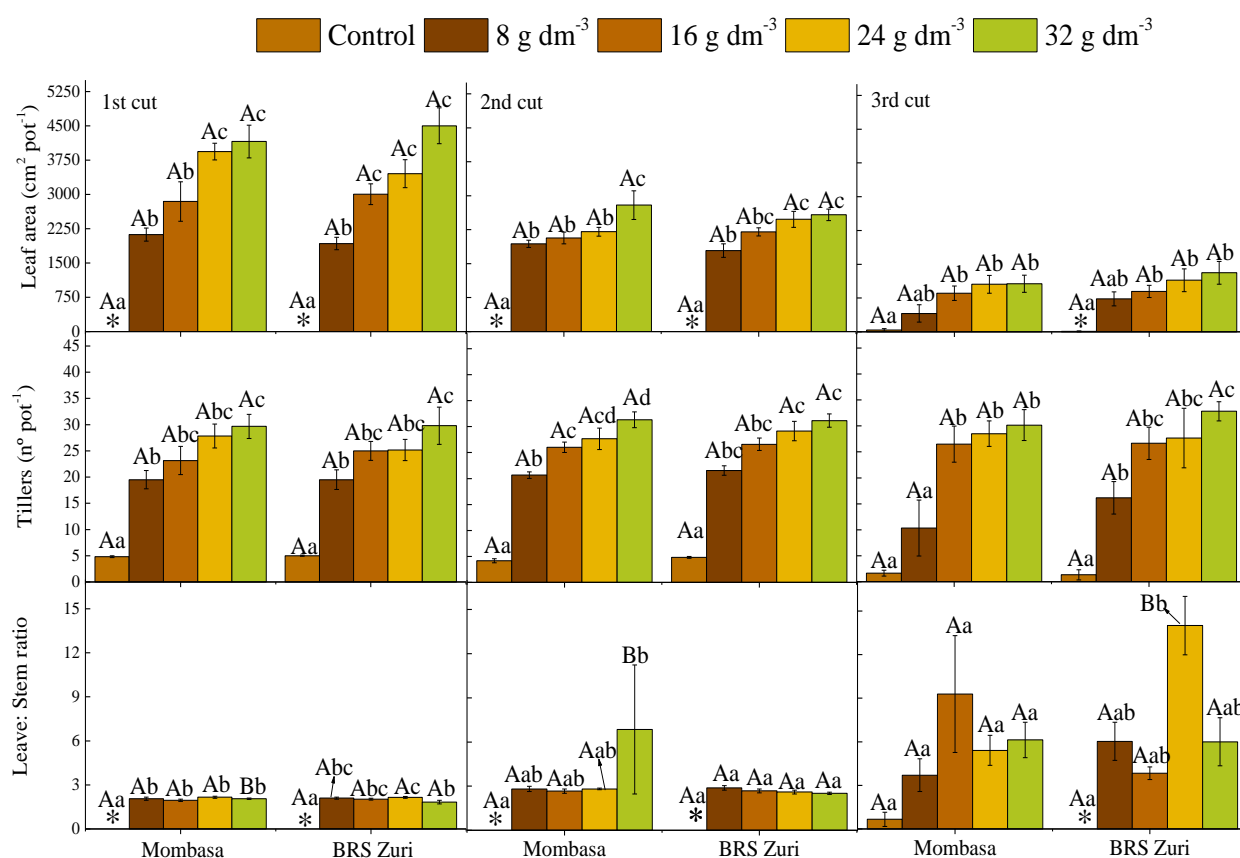 Control 8 g dm⁻³ 16 g dm⁻³ 24 g dm⁻³ 32 g dm⁻³
1st cut 2nd cut 3rd cut
Leaf area (cm² pot⁻¹)
5250
4500
3750
3000
2250
1500
750
0
Aa Ab Ab Ac Ac Aa Ab Ac Ac Ac
* *
Aa Ab Ab Ab Ac Aa Ab Abc Ac Ac
* *
Aa Aab Ab Ab Ab Aa Aab Ab Ab Ab
*
Tillers (nº pot⁻¹)
45
40
35
30
25
20
15
10
5
0
Aa Ab Abc Abc Ac Aa Ab Abc Abc Ac
Aa Ab Ac Acd Ad Aa Abc Ac Ac Ac
Aa Aa Ab Ab Ab Aa Ab Abc Abc Ac
Leave: Stem ratio
15
12
9
6
3
0
Aa Ab Ab Ab Bb Aa Abc Abc Ac Ab
* *
Aa Aab Aab Aab Bb Aa Aa Aa Aa Aa
* *
Aa Aa Aa Aa Aa Aa Aab Aab Bb Aab
*
Mombasa BRS Zuri Mombasa BRS Zuri Mombasa BRS Zuri